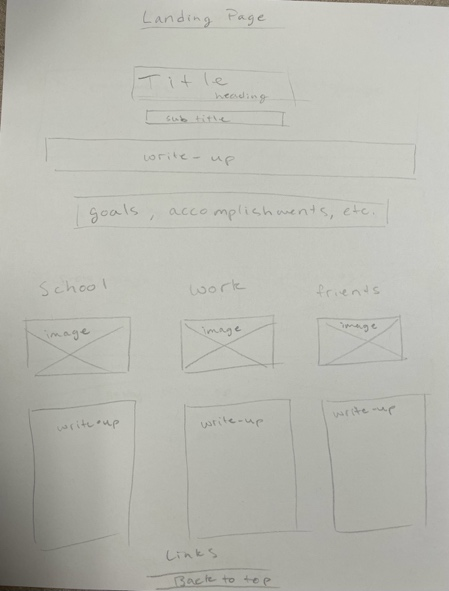 Landing Page
Title
heading
sub title
write-up
goals, accomplishments, etc.
School work friends
image image image
write-up write-up write-up
Links
Back to top